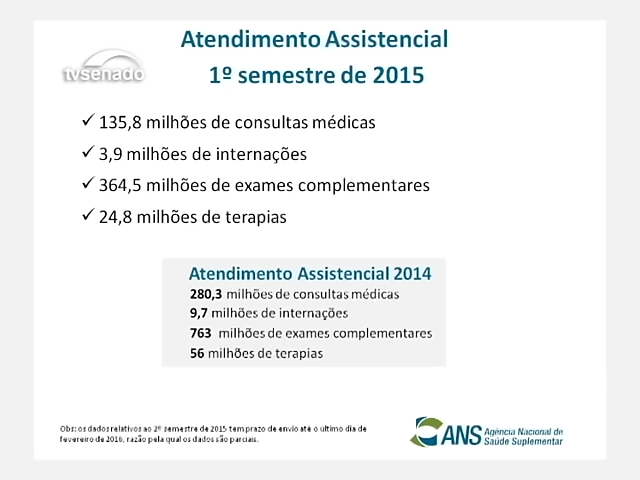 Atendimento Assistencial
1º semestre de 2015
tvsenado
✓ 135,8 milhões de consultas médicas
✓ 3,9 milhões de internações
✓ 364,5 milhões de exames complementares
✓ 24,8 milhões de terapias
Atendimento Assistencial 2014
280,3 milhões de consultas médicas
9,7 milhões de internações
763 milhões de exames complementares
56 milhões de terapias
Obs: os dados relativos ao 2º semestre de 2015 tem prazo de envio até o último dia de
fevereiro de 2016, razão pela qual os dados são parciais.
ANS Agência Nacional de
Saúde Suplementar